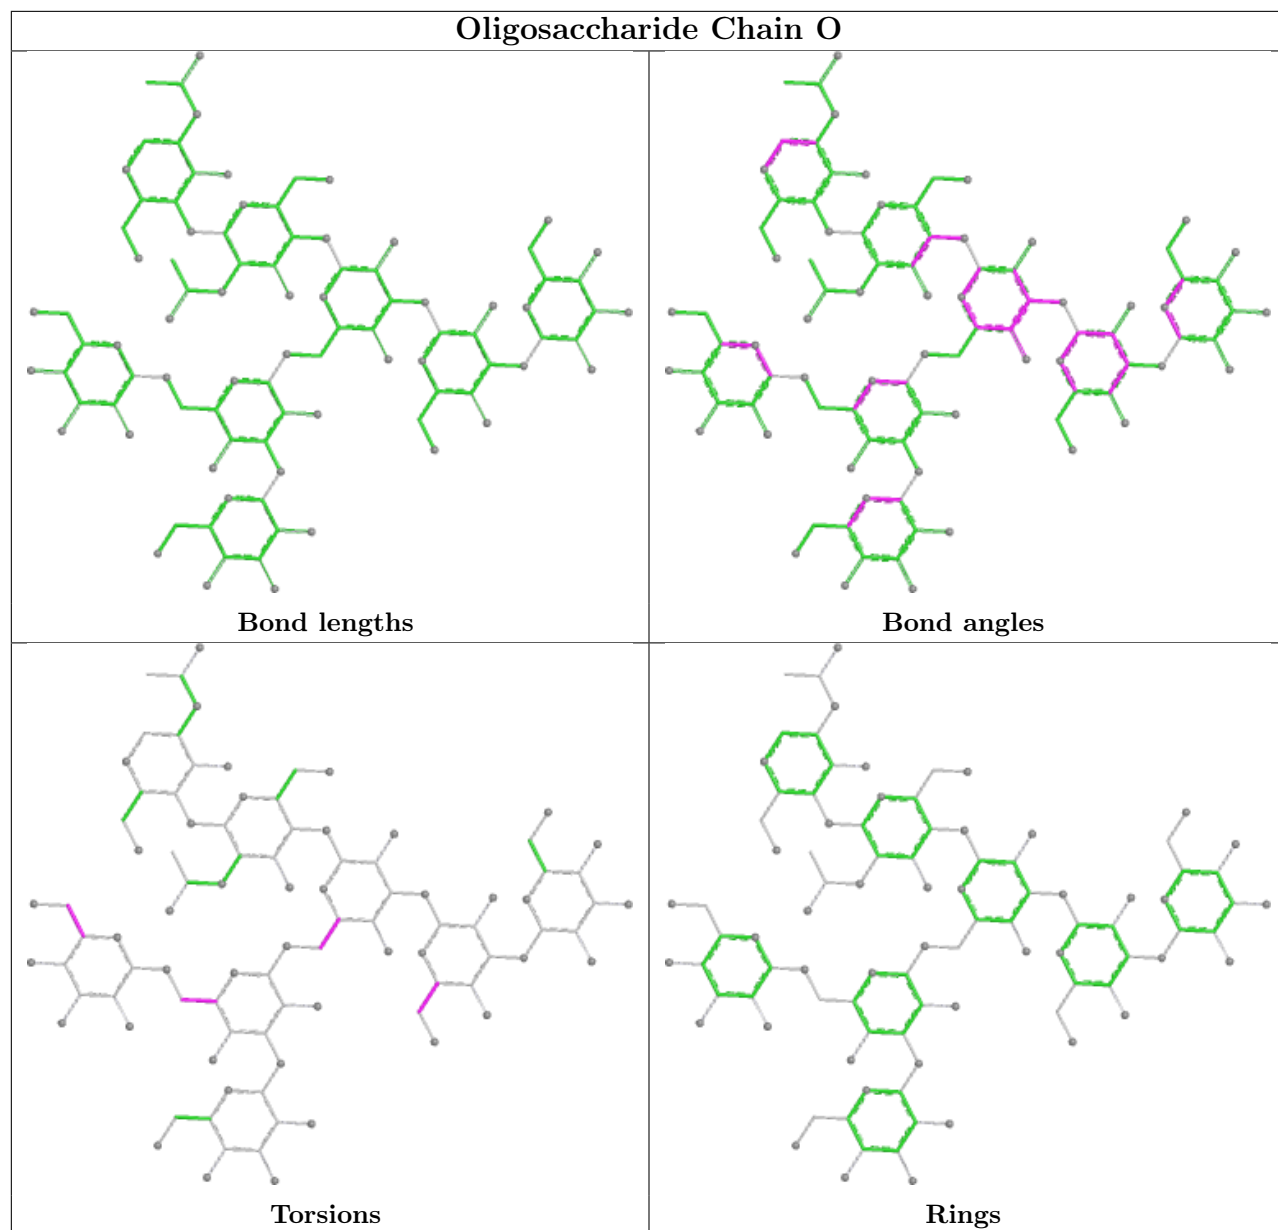 Oligosaccharide Chain O
Bond lengths
Bond angles
Torsions
Rings